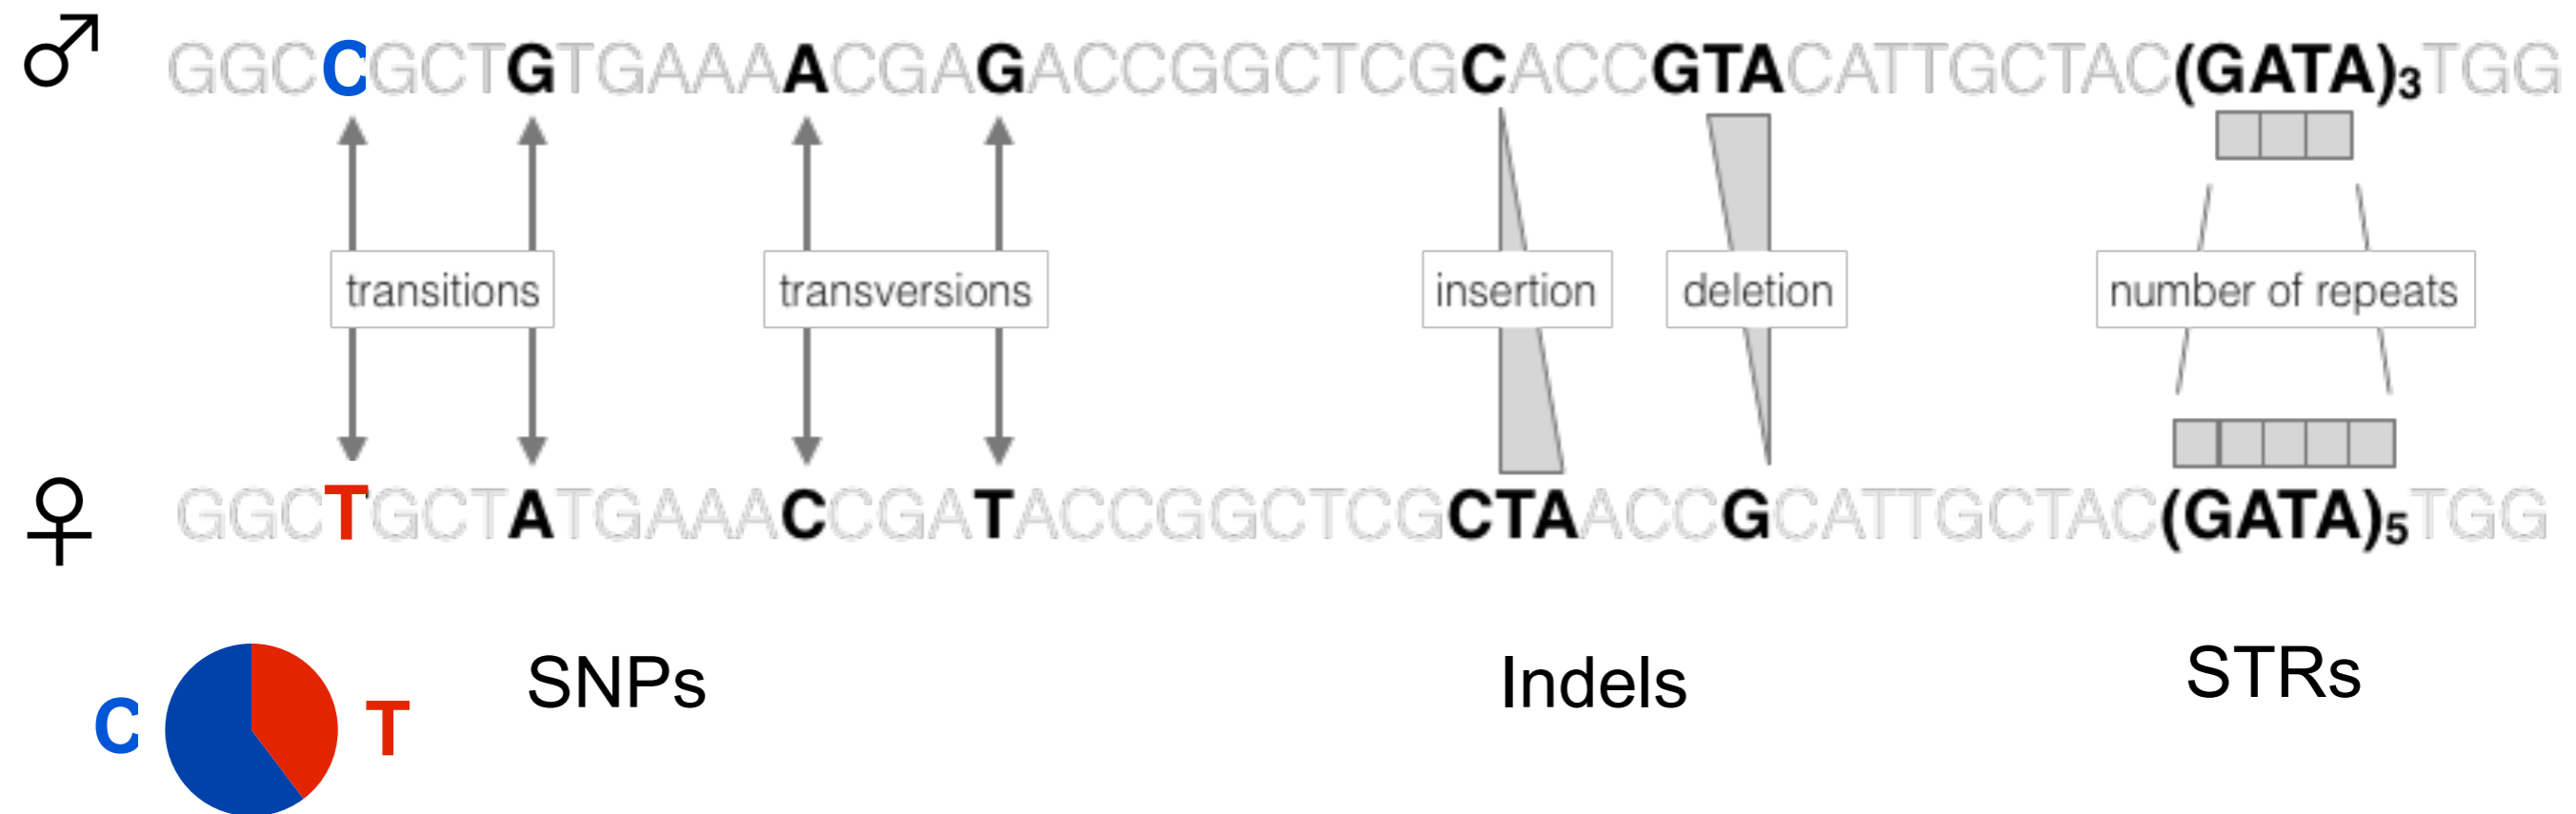 ♂ GGCCGCTGTGAAAACGAGACCGGCTCGCACCGTACATTGCTAC(GATA)₃TGG
transitions transversions insertion deletion number of repeats
♀ GGCTGCTATGAAACCGATACCGGCTCGCTAACCGCATTGCTAC(GATA)₅TGG
SNPs Indels STRs
C T